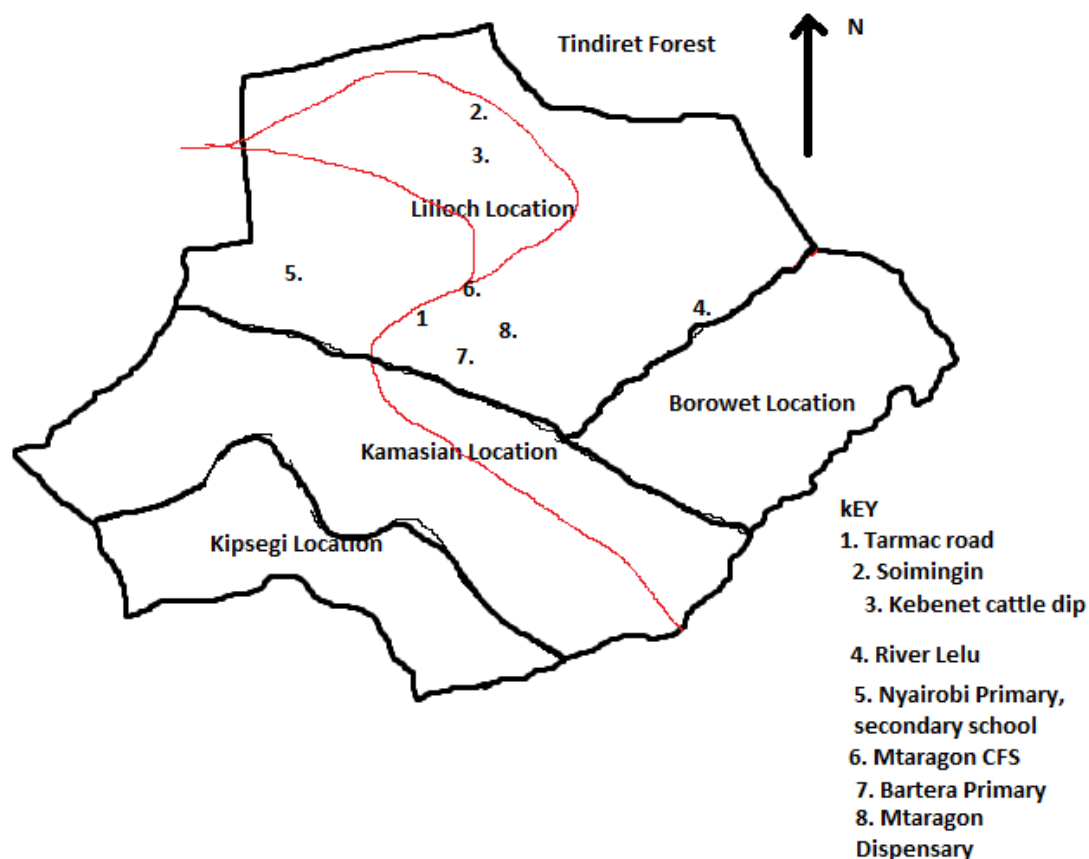 Tindiret Forest
N
2.
3.
Lilloch Location
5.
6.
1
4.
8.
7.
Borowet Location
Kamasian Location
Kipsegi Location
kEY
1. Tarmac road
2. Soimingin
3. Kebenet cattle dip
4. River Lelu
5. Nyairobi Primary,
secondary school
6. Mtaragon CFS
7. Bartera Primary
8. Mtaragon
Dispensary